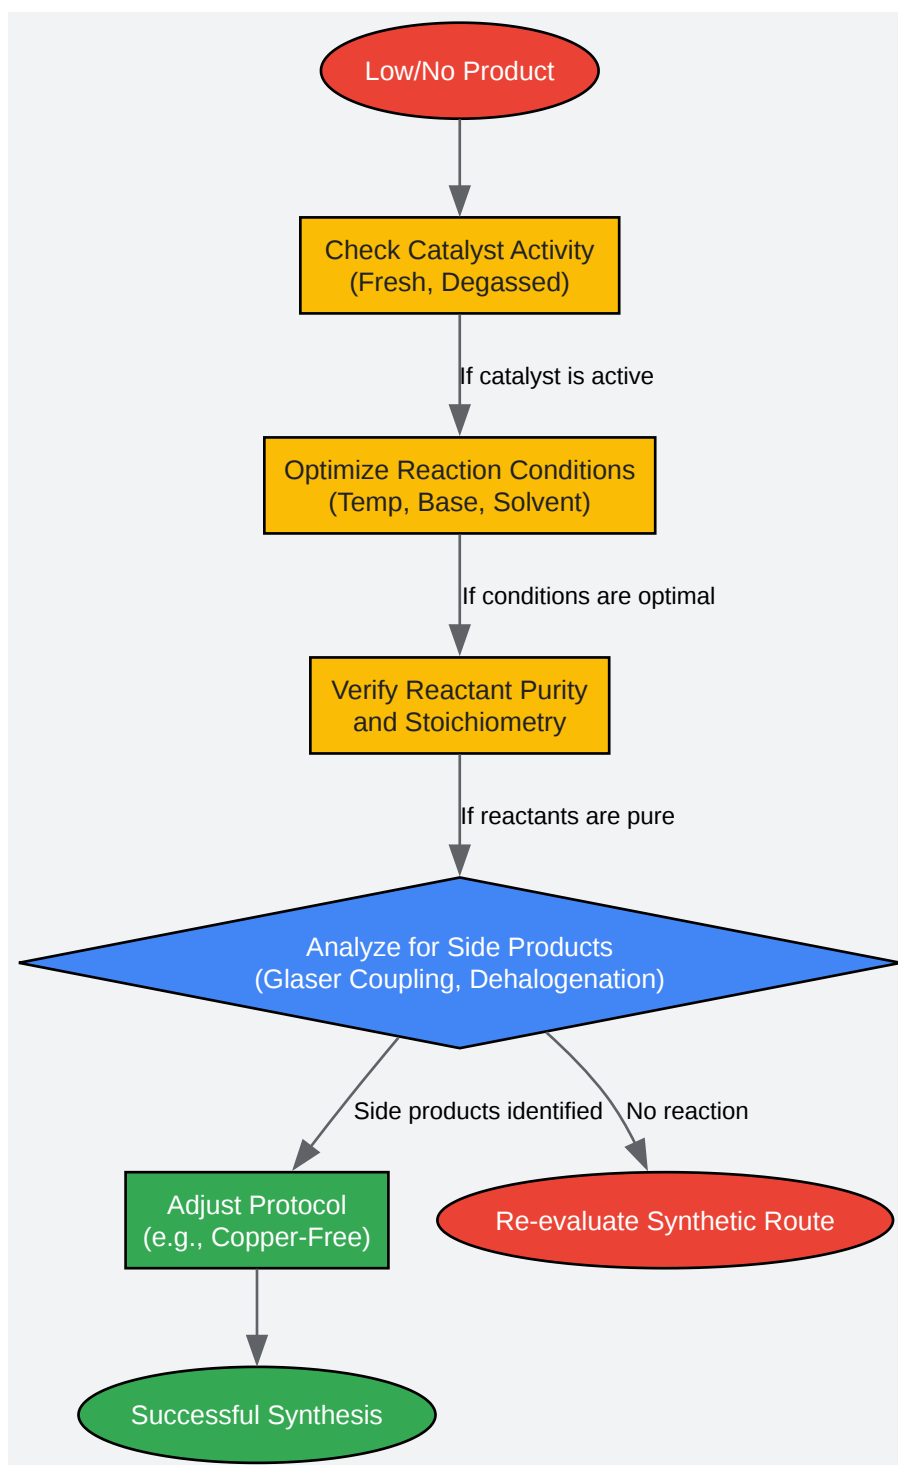 Low/No Product
Check Catalyst Activity
(Fresh, Degassed)
If catalyst is active
Optimize Reaction Conditions
(Temp, Base, Solvent)
If conditions are optimal
Verify Reactant Purity
and Stoichiometry
If reactants are pure
Analyze for Side Products
(Glaser Coupling, Dehalogenation)
Side products identified
No reaction
Adjust Protocol
(e.g., Copper-Free)
Re-evaluate Synthetic Route
Successful Synthesis